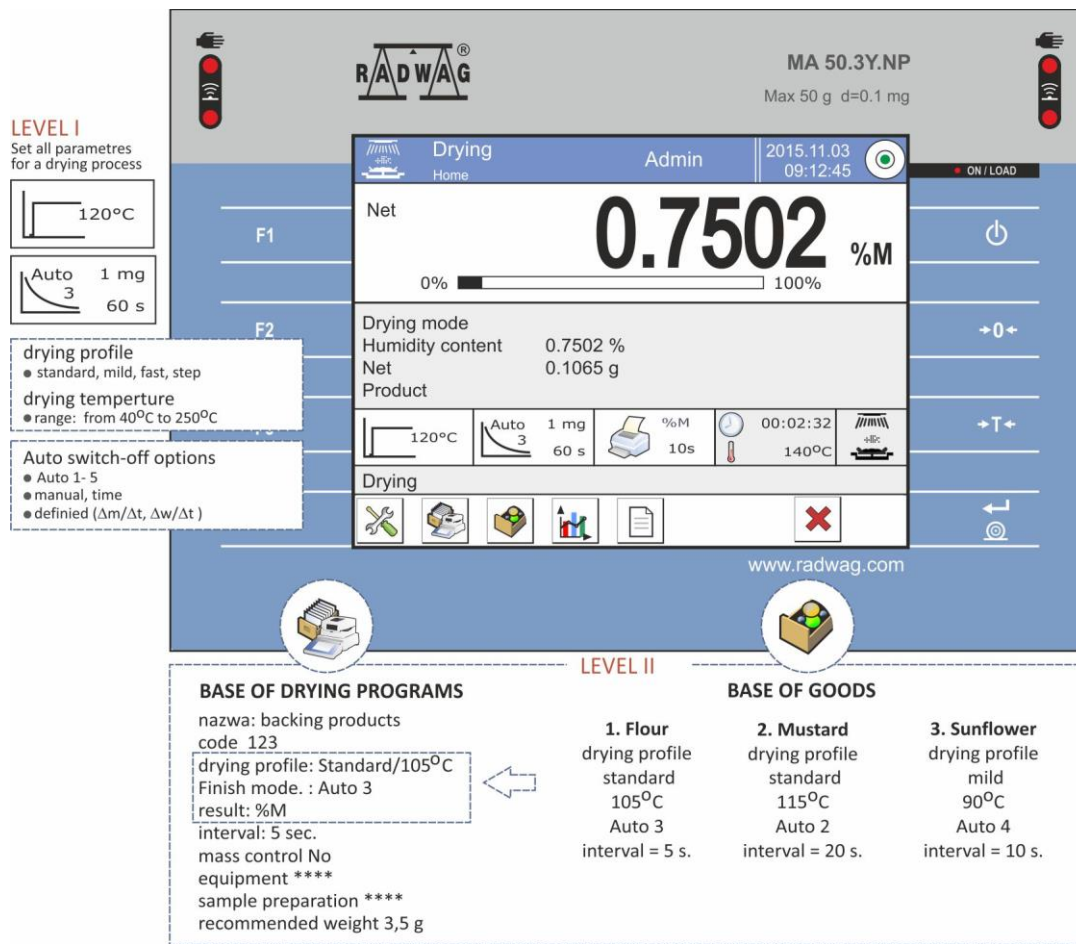 RADWAG®
MA 50.3Y.NP
Max 50 g d=0.1 mg
LEVEL I
Set all parametres
for a drying process
120°C
Auto 1 mg
3 60 s
drying profile
• standard, mild, fast, step
drying temperture
• range: from 40°C to 250°C
Auto switch-off options
• Auto 1- 5
• manual, time
• definied (Δm/Δt, Δw/Δt )
F1
F2
Drying
Home
Admin
2015.11.03
09:12:45
ON / LOAD
Net
0.7502 %M
0% 100%
Drying mode
Humidity content 0.7502 %
Net 0.1065 g
Product
120°C
Auto 1 mg
3 60 s
%M
10s
00:02:32
140°C
Drying
→0←
→T←
www.radwag.com
LEVEL II
BASE OF DRYING PROGRAMS
nazwa: backing products
code 123
drying profile: Standard/105°C
Finish mode. : Auto 3
result: %M
interval: 5 sec.
mass control No
equipment ****
sample preparation ****
recommended weight 3,5 g
BASE OF GOODS
1. Flour
drying profile
standard
105°C
Auto 3
interval = 5 s.
2. Mustard
drying profile
standard
115°C
Auto 2
interval = 20 s.
3. Sunflower
drying profile
mild
90°C
Auto 4
interval = 10 s.